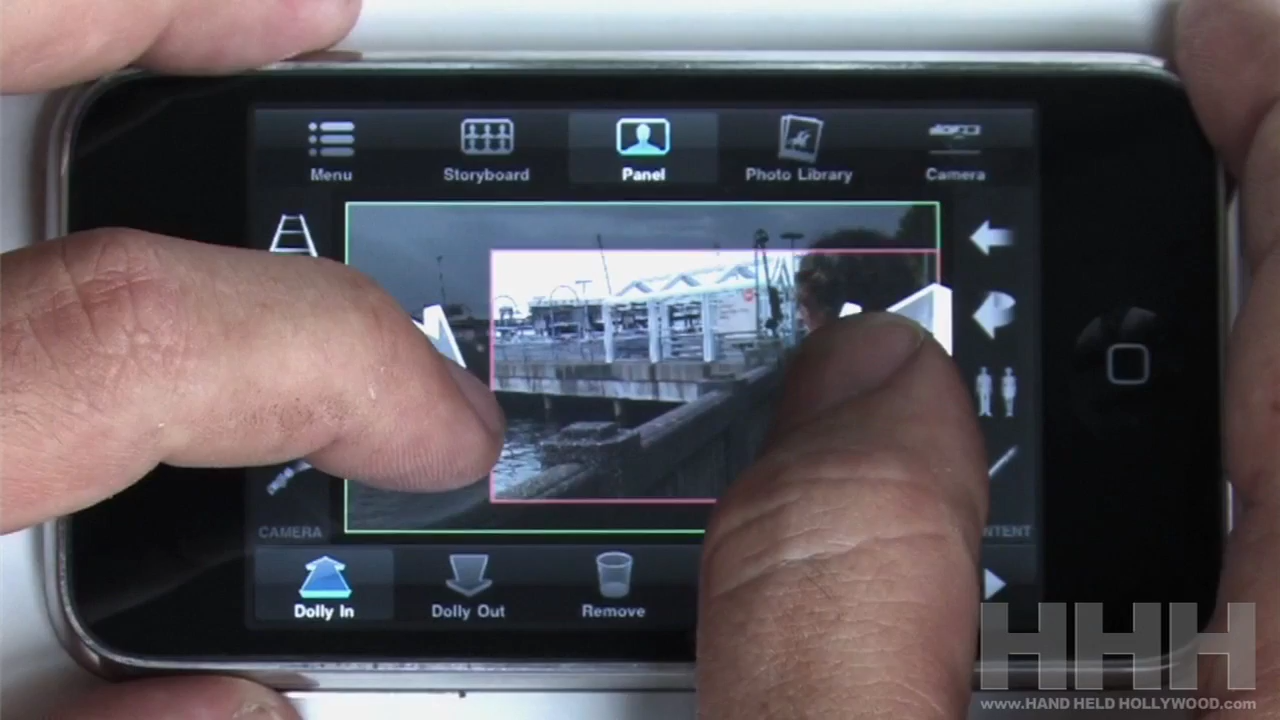 Menu
Storyboard
Panel
Photo Library
Camera
CAMERA
NTENT
Dolly In
Dolly Out
Remove
HHH
www.HAND HELD HOLLYWOOD.com